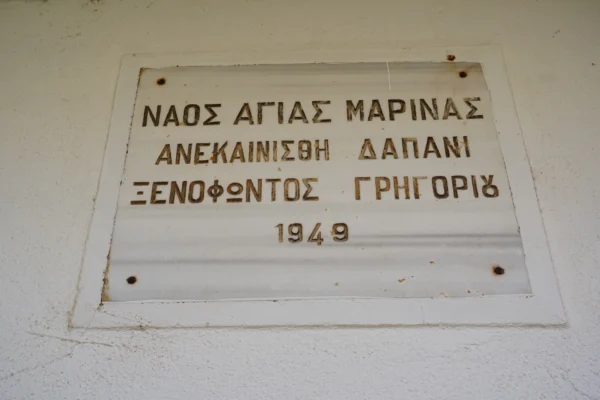 ΝΑΟΣ ΑΓΙΑΣ ΜΑΡΙΝΑΣ
ΑΝΕΚΑΙΝΙΣΘΗ ΔΑΠΑΝΙ
ΞΕΝΟΦΩΝΤΟΣ ΓΡΗΓΟΡΙȢ
1949